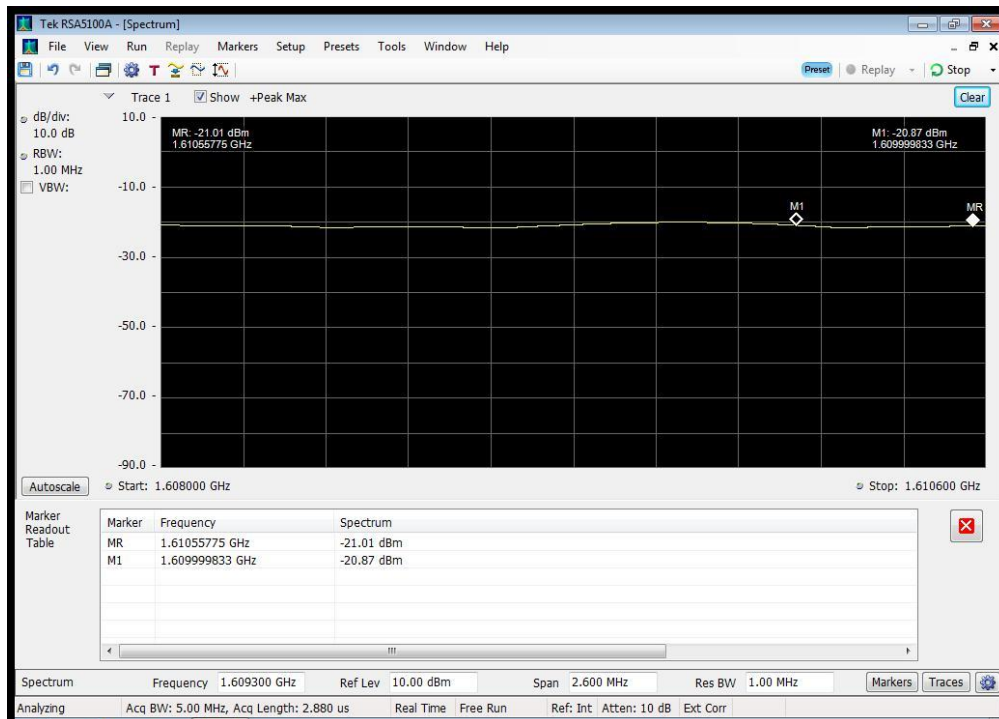 Tek RSA5100A - [Spectrum]
File View Run Replay Markers Setup Presets Tools Window Help
T Preset Replay Stop
Trace 1 Show +Peak Max Clear
dB/div:
10.0 dB
RBW:
1.00 MHz
VBW:
10.0 -
-10.0 -
-30.0 -
-50.0 -
-70.0 -
-90.0 -
MR: -21.01 dBm
1.61055775 GHz
M1: -20.87 dBm
1.609999833 GHz
M1
MR
Autoscale Start: 1.608000 GHz Stop: 1.610600 GHz
Marker
Readout
Table
Marker Frequency Spectrum
MR 1.61055775 GHz -21.01 dBm
M1 1.609999833 GHz -20.87 dBm
Spectrum Frequency 1.609300 GHz Ref Lev 10.00 dBm Span 2.600 MHz Res BW 1.00 MHz Markers Traces
Analyzing Acq BW: 5.00 MHz, Acq Length: 2.880 us Real Time Free Run Ref: Int Atten: 10 dB Ext Corr